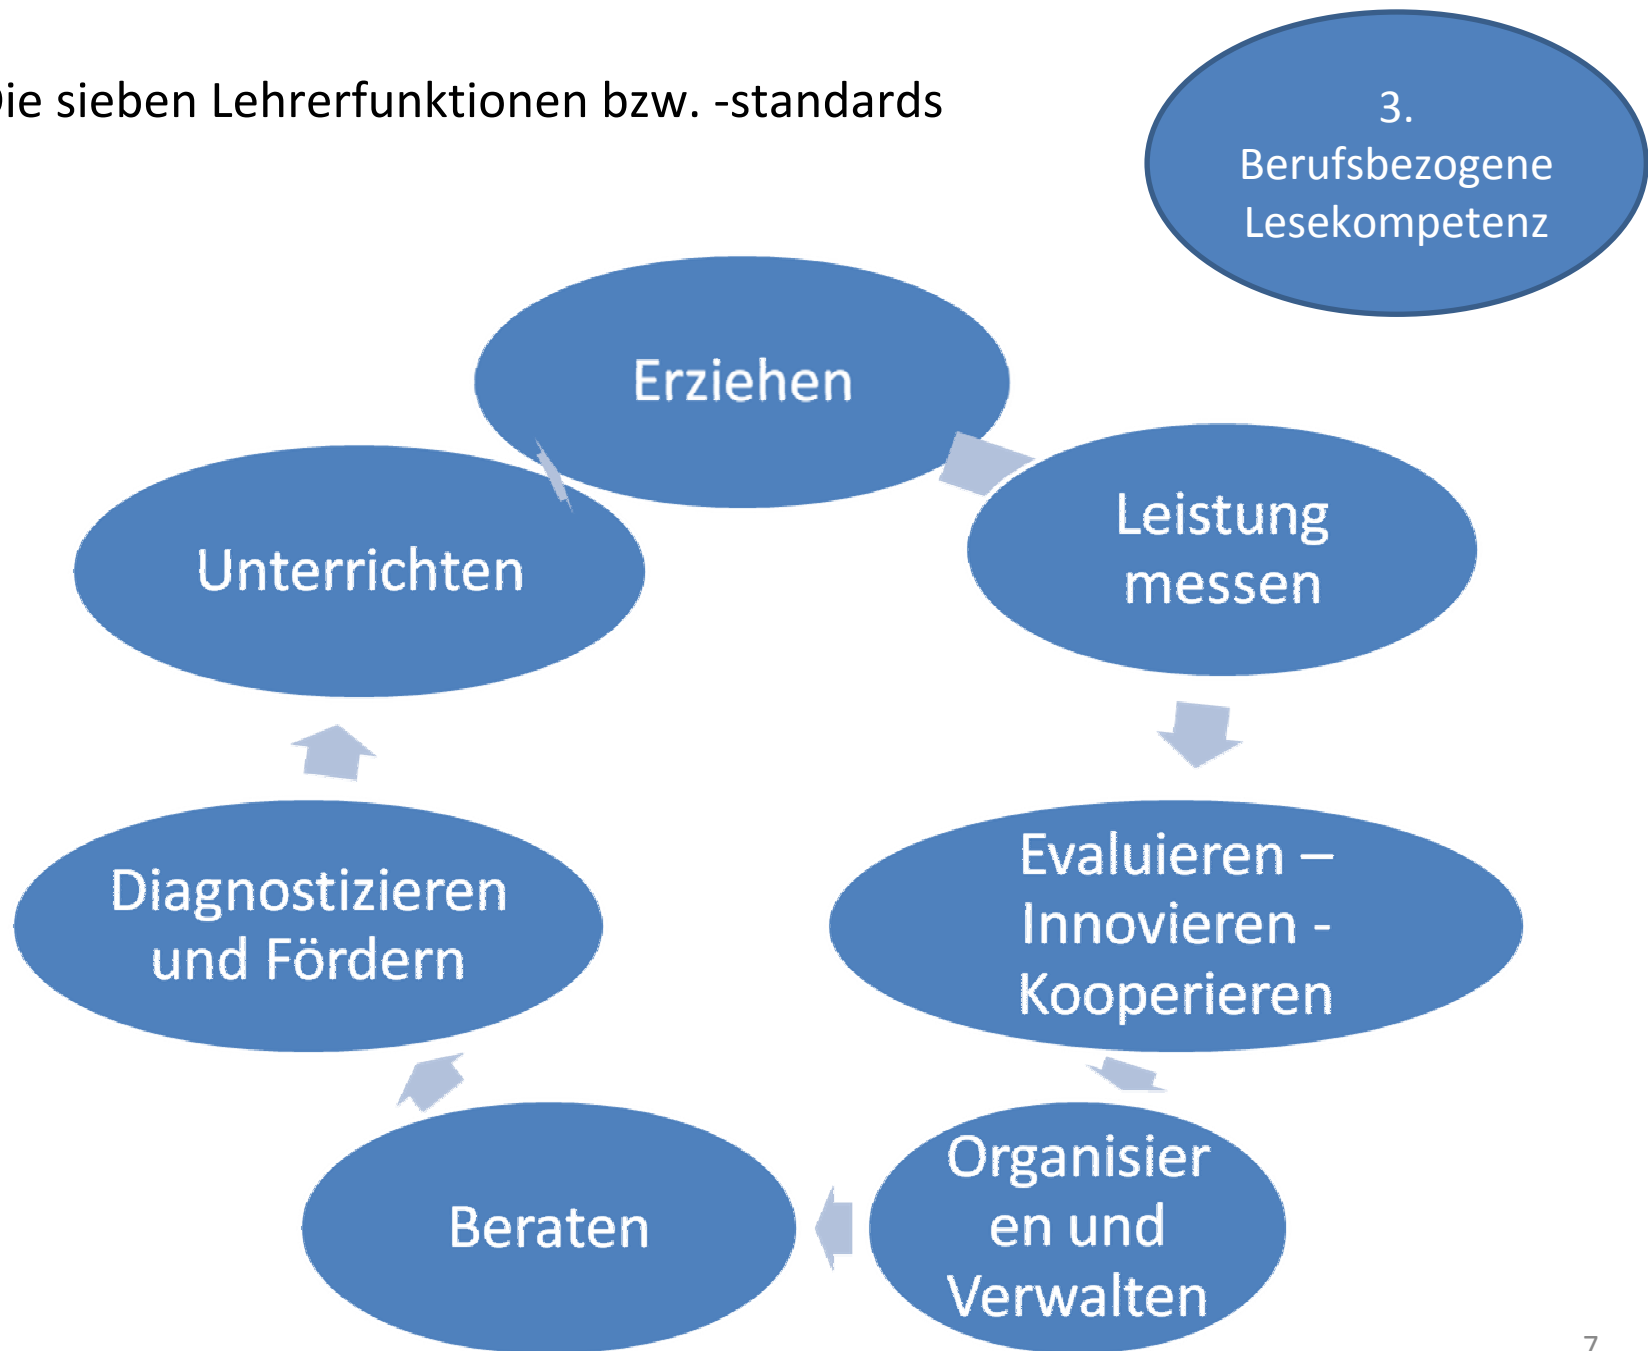 ie sieben Lehrerfunktionen bzw. -standards
3.
Berufsbezogene
Lesekompetenz
Erziehen
Leistung
messen
Evaluieren –
Innovieren -
Kooperieren
Organisier
en und
Verwalten
Beraten
Diagnostizieren
und Fördern
Unterrichten
7